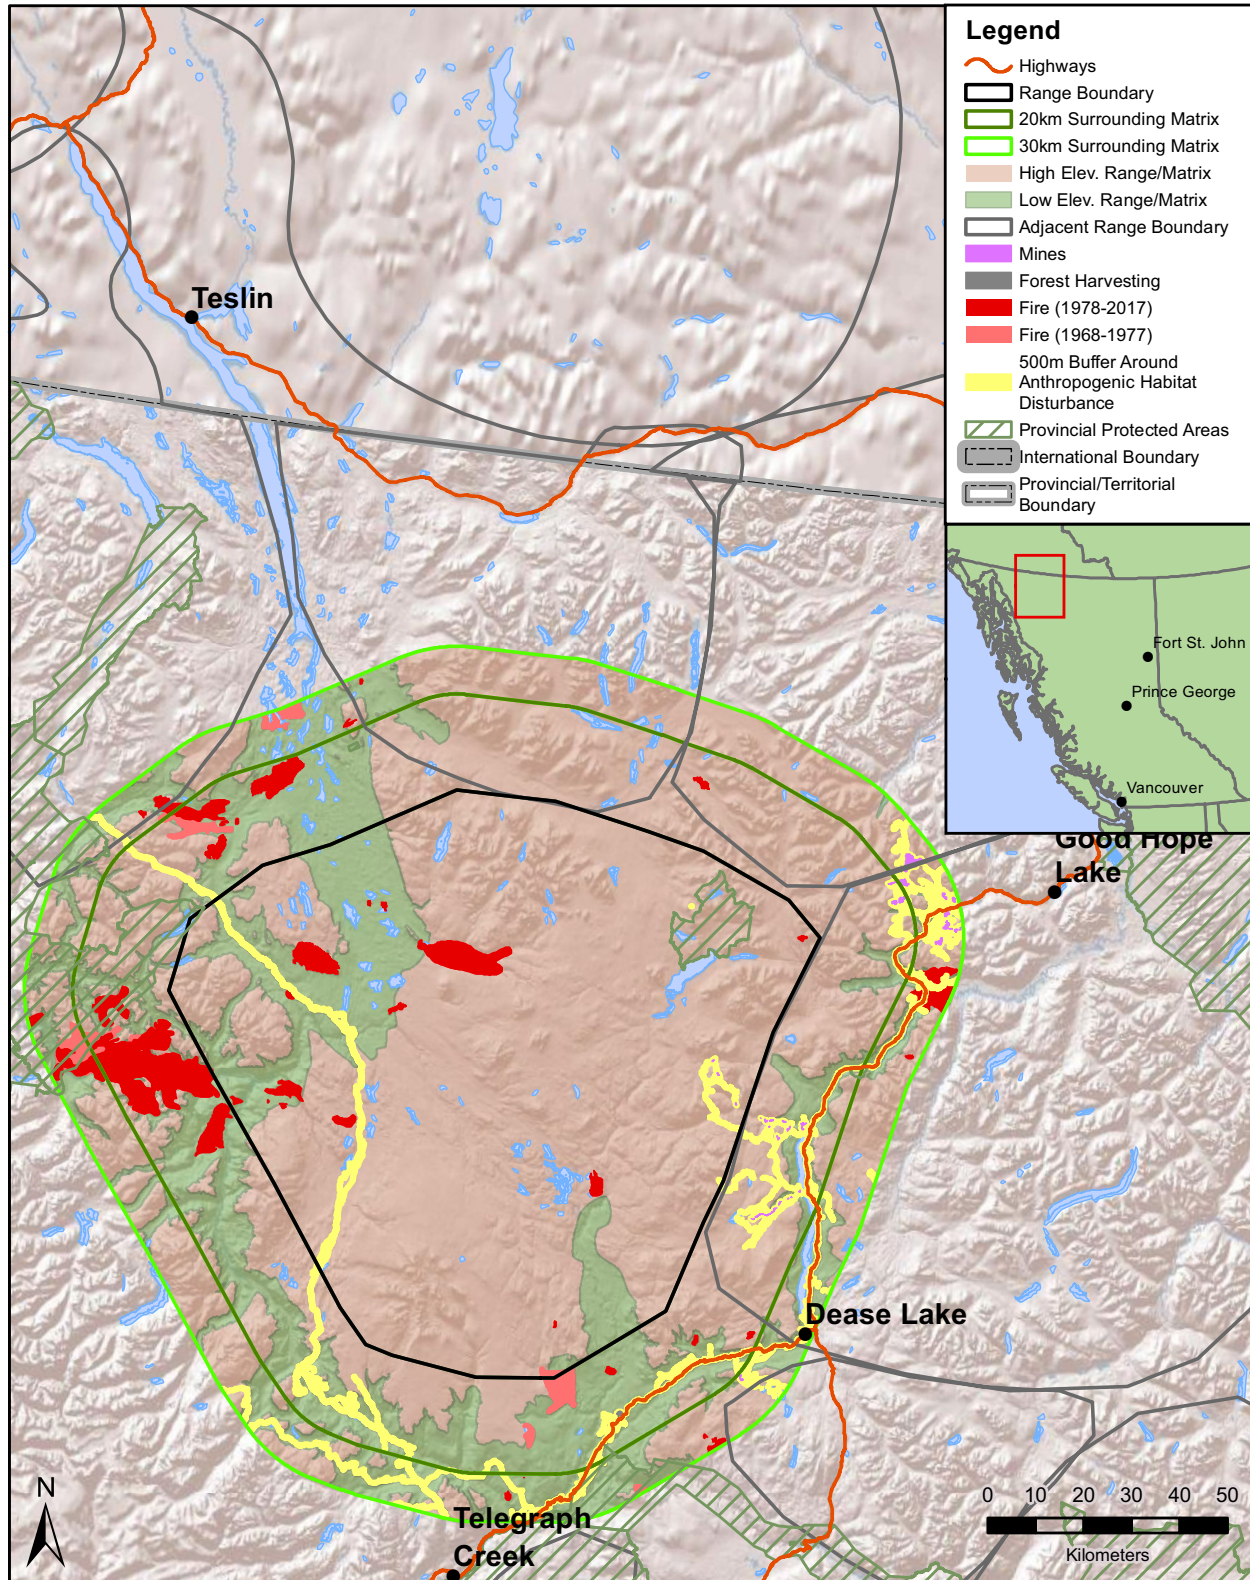 Legend
Highways
Range Boundary
20km Surrounding Matrix
30km Surrounding Matrix
High Elev. Range/Matrix
Low Elev. Range/Matrix
Adjacent Range Boundary
Mines
Forest Harvesting
Fire (1978-2017)
Fire (1968-1977)
500m Buffer Around
Anthropogenic Habitat
Disturbance
Provincial Protected Areas
International Boundary
Provincial/Territorial
Boundary
Teslin
Fort St. John
Prince George
Vancouver
Good Hope
Lake
Dease Lake
Telegraph
Creek
N
0 10 20 30 40 50
Kilometers